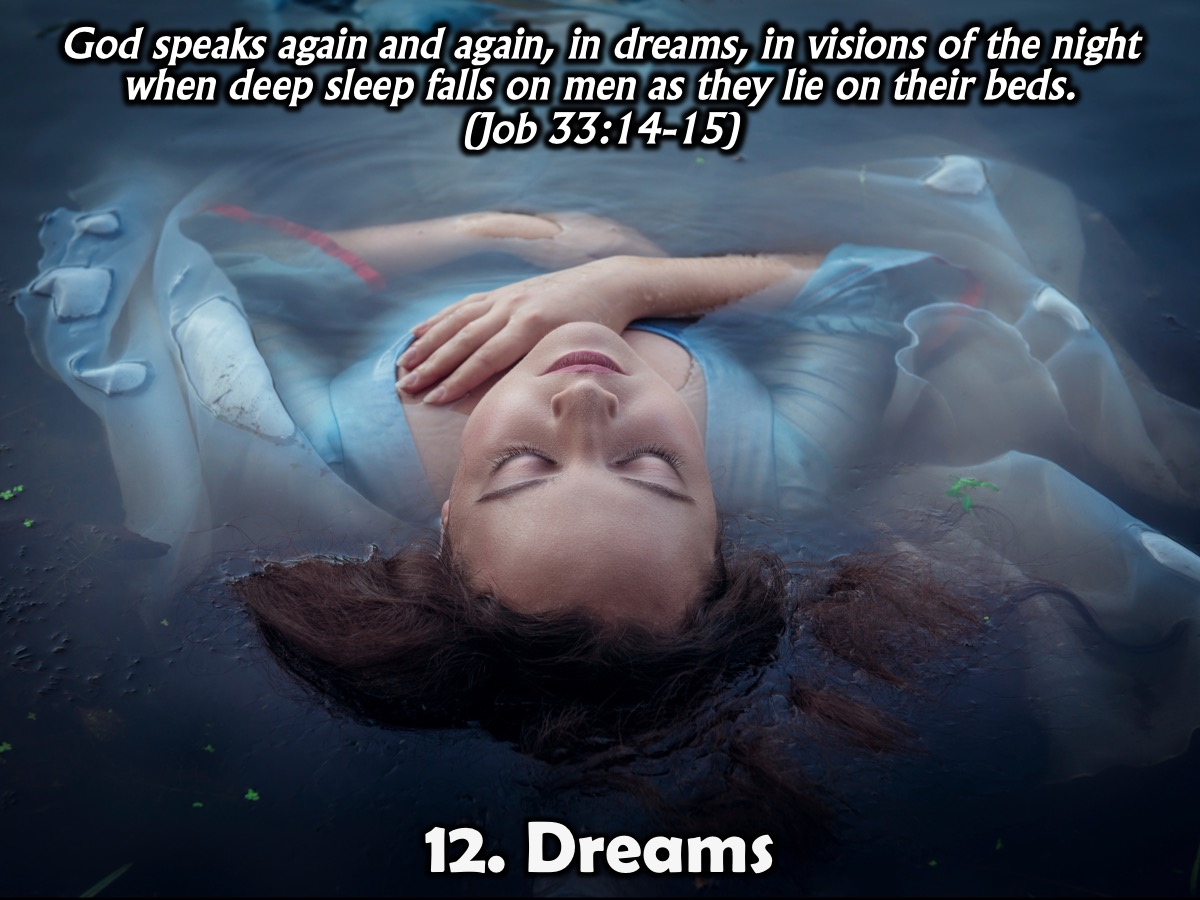 God speaks again and again, in dreams, in visions of the night
when deep sleep falls on men as they lie on their beds.
(Job 33:14-15)
12. Dreams